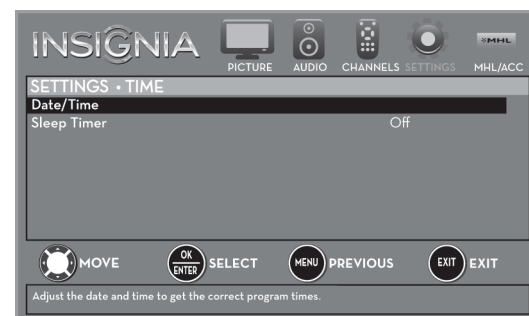 INSIGNIA
PICTURE AUDIO CHANNELS SETTINGS MHL MHL/ACC
SETTINGS • TIME
Date/Time
Sleep Timer Off
MOVE OK ENTER SELECT MENU PREVIOUS EXIT EXIT
Adjust the date and time to get the correct program times.